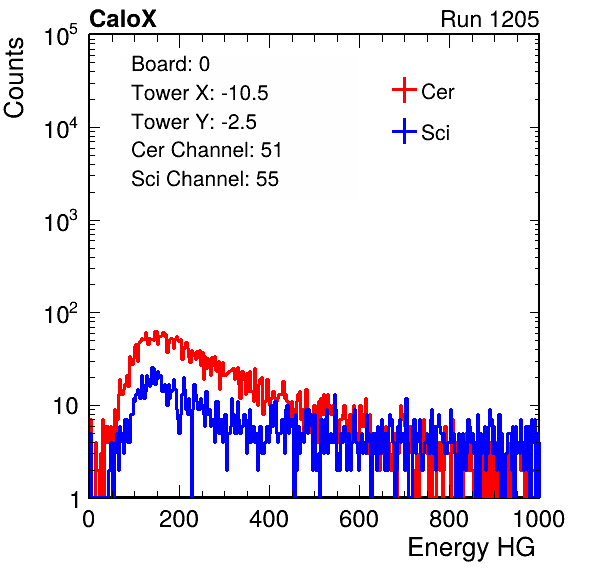 CaloX Run 1205
Counts
10^5
10^4
10^3
10^2
10
1
Board: 0
Tower X: -10.5
Tower Y: -2.5
Cer Channel: 51
Sci Channel: 55
Cer
Sci
0 200 400 600 800 1000
Energy HG